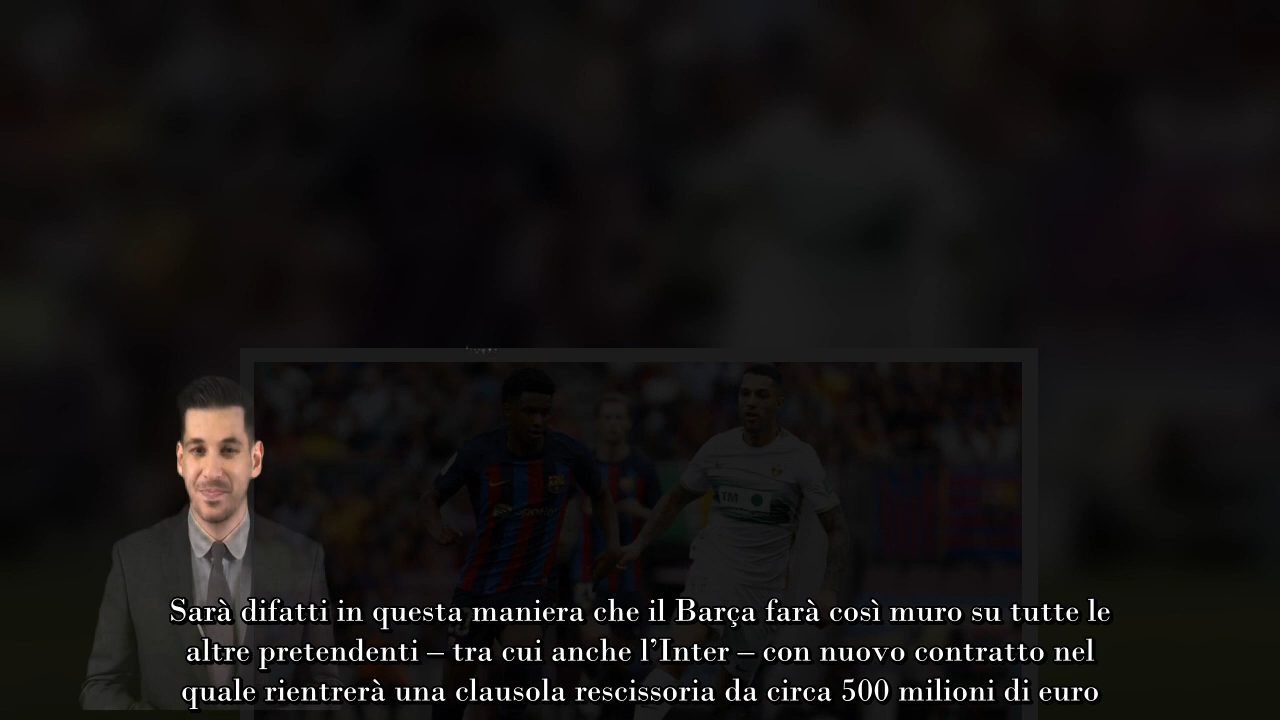 Sarà difatti in questa maniera che il Barça farà così muro su tutte le
altre pretendenti – tra cui anche l'Inter – con nuovo contratto nel
quale rientrerà una clausola rescissoria da circa 500 milioni di euro
TM